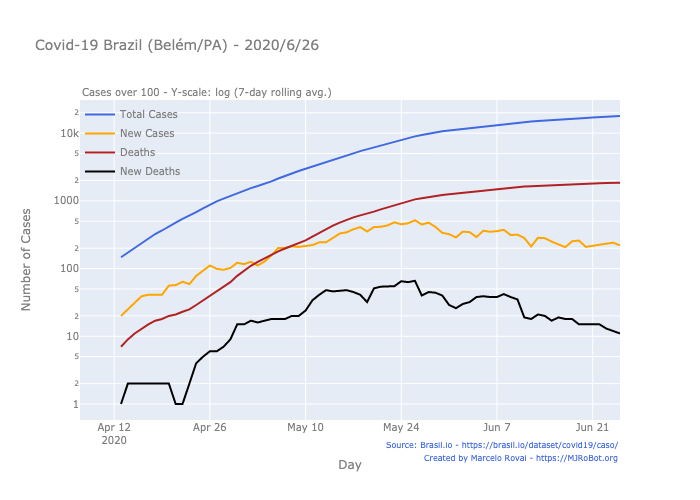 Covid-19 Brazil (Belém/PA) - 2020/6/26
Cases over 100 - Y-scale: log (7-day rolling avg.)
Total Cases
New Cases
Deaths
New Deaths
2
10k
5
2
1000
5
2
100
5
2
10
5
2
1
Number of Cases
Apr 12
2020
Apr 26
May 10
May 24
Jun 7
Jun 21
Day
Source: Brasil.io - https://brasil.io/dataset/covid19/caso/
Created by Marcelo Rovai - https://MJRoBot.org